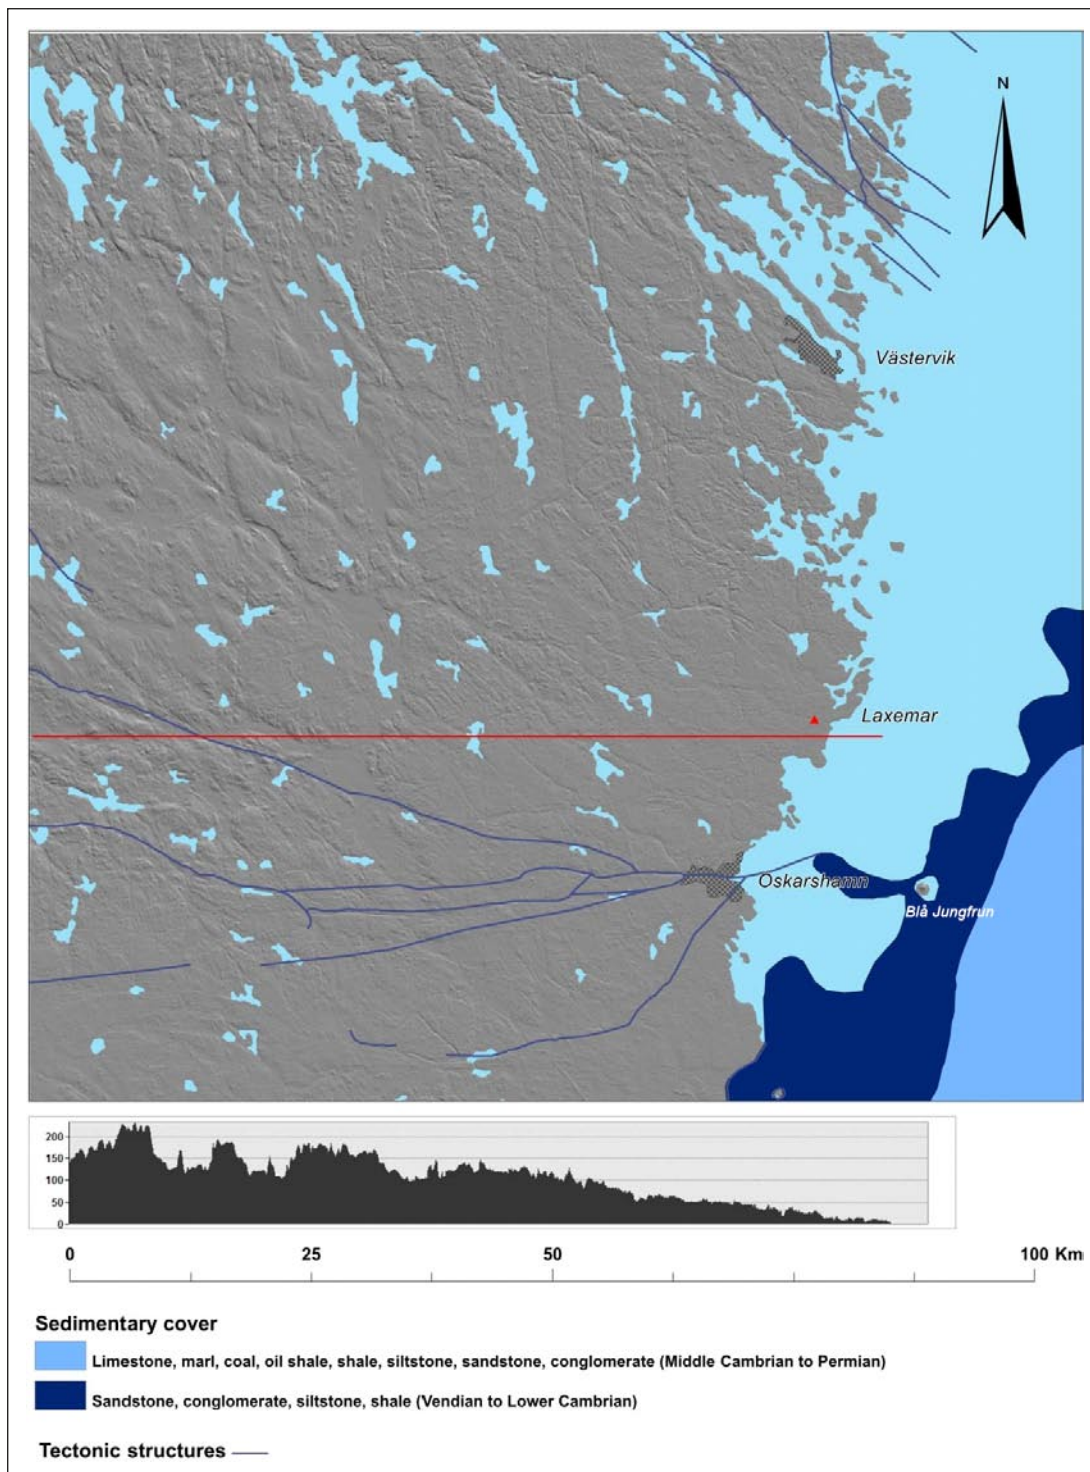 N
Västervik
Laxemar
Oskarshamn
Blå Jungfrun
200
150
100
50
0
0 25 50 100 Km
Sedimentary cover
Limestone, marl, coal, oil shale, shale, siltstone, sandstone, conglomerate (Middle Cambrian to Permian)
Sandstone, conglomerate, siltstone, shale (Vendian to Lower Cambrian)
Tectonic structures